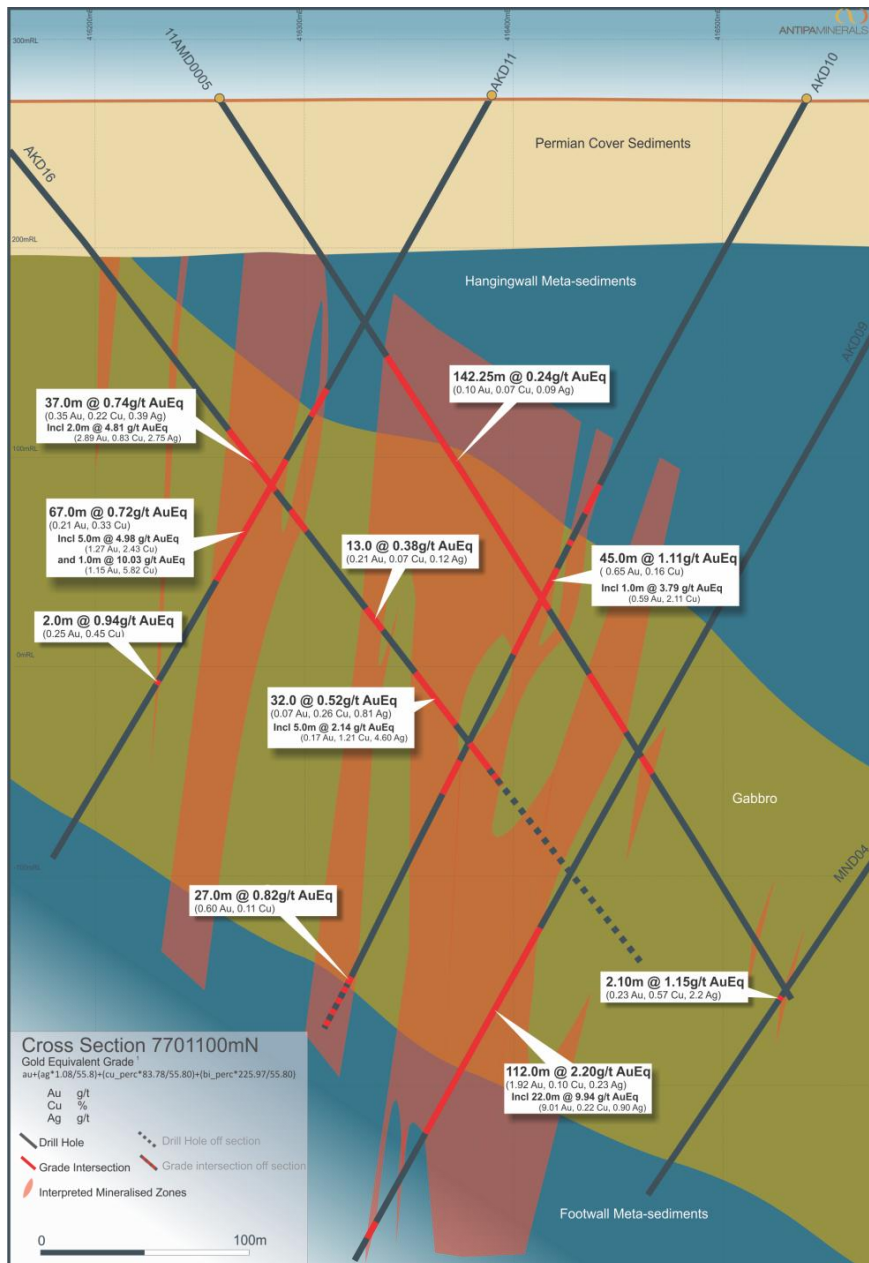 416200mE
416300mE
416400mE
416500mE
ANTIPAMINERALS
300mRL
11AMD0005
AKD11
AKD10
Permian Cover Sediments
AKD16
200mRL
Hangingwall Meta-sediments
AKD09
142.25m @ 0.24g/t AuEq
(0.10 Au, 0.07 Cu, 0.09 Ag)
37.0m @ 0.74g/t AuEq
(0.35 Au, 0.22 Cu, 0.39 Ag)
Incl 2.0m @ 4.81 g/t AuEq
(2.89 Au, 0.83 Cu, 2.75 Ag)
100mRL
67.0m @ 0.72g/t AuEq
(0.21 Au, 0.33 Cu)
Incl 5.0m @ 4.98 g/t AuEq
(1.27 Au, 2.43 Cu)
and 1.0m @ 10.03 g/t AuEq
(1.15 Au, 5.82 Cu)
13.0 @ 0.38g/t AuEq
(0.21 Au, 0.07 Cu, 0.12 Ag)
45.0m @ 1.11g/t AuEq
( 0.65 Au, 0.16 Cu)
Incl 1.0m @ 3.79 g/t AuEq
(0.59 Au, 2.11 Cu)
2.0m @ 0.94g/t AuEq
(0.25 Au, 0.45 Cu)
0mRL
32.0 @ 0.52g/t AuEq
(0.07 Au, 0.26 Cu, 0.81 Ag)
Incl 5.0m @ 2.14 g/t AuEq
(0.17 Au, 1.21 Cu, 4.60 Ag)
Gabbro
MND04
27.0m @ 0.82g/t AuEq
(0.60 Au, 0.11 Cu)
2.10m @ 1.15g/t AuEq
(0.23 Au, 0.57 Cu, 2.2 Ag)
112.0m @ 2.20g/t AuEq
(1.92 Au, 0.10 Cu, 0.23 Ag)
Incl 22.0m @ 9.94 g/t AuEq
(9.01 Au, 0.22 Cu, 0.90 Ag)
Footwall Meta-sediments
Cross Section 7701100mN
Gold Equivalent Grade 1
au+(ag*1.08/55.8)+(cu_perc*83.78/55.80)+(bi_perc*225.97/55.80)
Au g/t
Cu %
Ag g/t
Drill Hole
Drill Hole off section
Grade Intersection
Grade intersection off section
Interpreted Mineralised Zones
0 100m